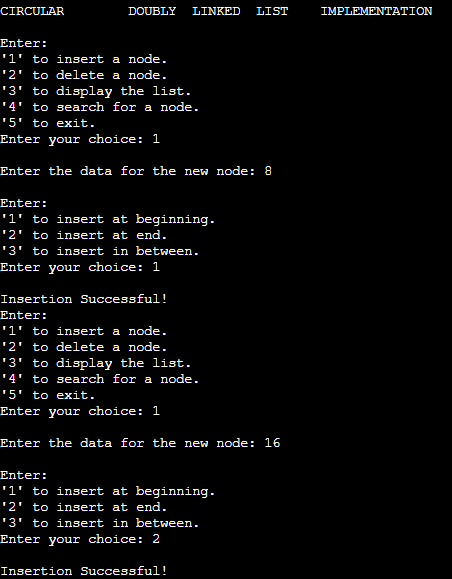 CIRCULAR        DOUBLY  LINKED  LIST    IMPLEMENTATION
Enter:
'1' to insert a node.
'2' to delete a node.
'3' to display the list.
'4' to search for a node.
'5' to exit.
Enter your choice: 1
Enter the data for the new node: 8
Enter:
'1' to insert at beginning.
'2' to insert at end.
'3' to insert in between.
Enter your choice: 1
Insertion Successful!
Enter:
'1' to insert a node.
'2' to delete a node.
'3' to display the list.
'4' to search for a node.
'5' to exit.
Enter your choice: 1
Enter the data for the new node: 16
Enter:
'1' to insert at beginning.
'2' to insert at end.
'3' to insert in between.
Enter your choice: 2
Insertion Successful!